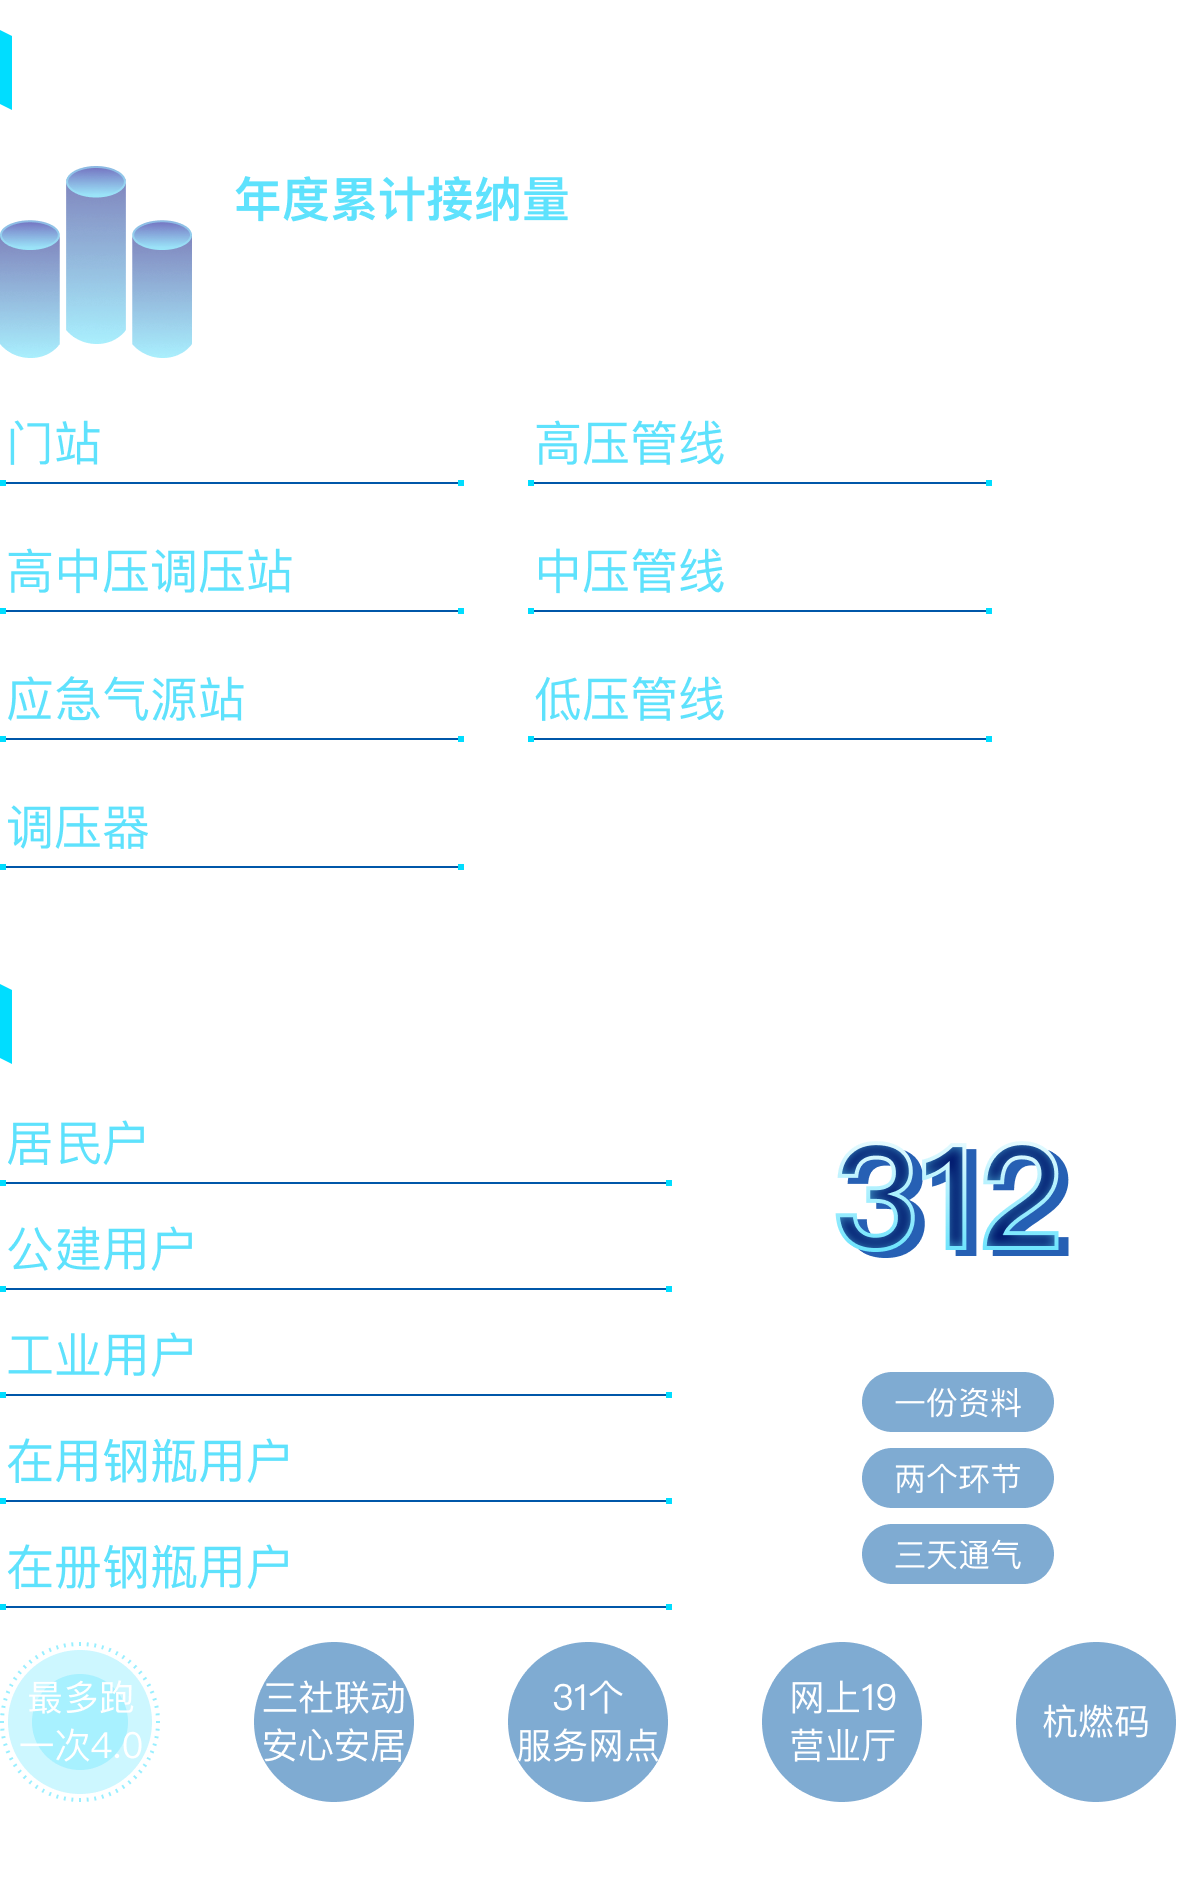 年度累计接纳量
门站
高压管线
高中压调压站
中压管线
应急气源站
低压管线
调压器
居民户
312
公建用户
工业用户
一份资料
在用钢瓶用户
两个环节
在册钢瓶用户
三天通气
最多跑
一次4.0
三社联动
安心安居
31个
服务网点
网上19
营业厅
杭燃码